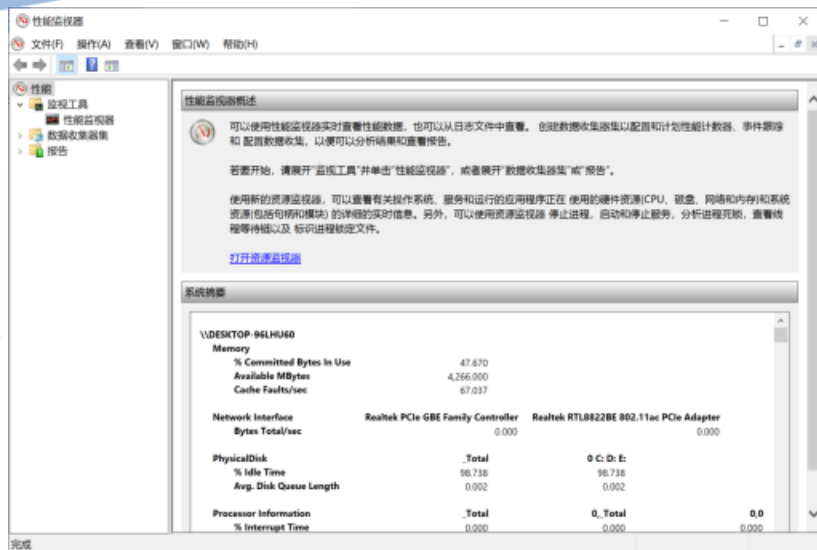 性能监视器
文件(F) 操作(A) 查看(V) 窗口(W) 帮助(H)
性能
监视工具
性能监视器
数据收集器集
报告
性能监视器概述
可以使用性能监视器实时查看性能数据，也可以从日志文件中查看。 创建数据收集器集以配置和计划性能计数器、事件跟踪
和 配置数据收集，以便可以分析结果和查看报告。
若要开始，请展开“监视工具”并单击“性能监视器”，或者展开“数据收集器集”或“报告”。
使用新的资源监视器，可以查看有关操作系统、服务和运行的应用程序正在 使用的硬件资源(CPU、磁盘、网络和内存)和系统
资源(包括句柄和模块) 的详细的实时信息。另外，可以使用资源监视器 停止进程，启动和停止服务，分析进程死锁，查看线
程等待链以及 标识进程锁定文件。
打开资源监视器
系统摘要
\\DESKTOP-96LHU60
Memory
% Committed Bytes In Use 47.670
Available MBytes 4,266.000
Cache Faults/sec 67.037
Network Interface Realtek PCIe GBE Family Controller Realtek RTL8822BE 802.11ac PCIe Adapter
Bytes Total/sec 0.000 0.000
PhysicalDisk _Total 0 C: D: E:
% Idle Time 98.738 98.738
Avg. Disk Queue Length 0.002 0.002
Processor Information _Total 0,_Total 0,0
% Interrupt Time 0.000 0.000 0.000
完成